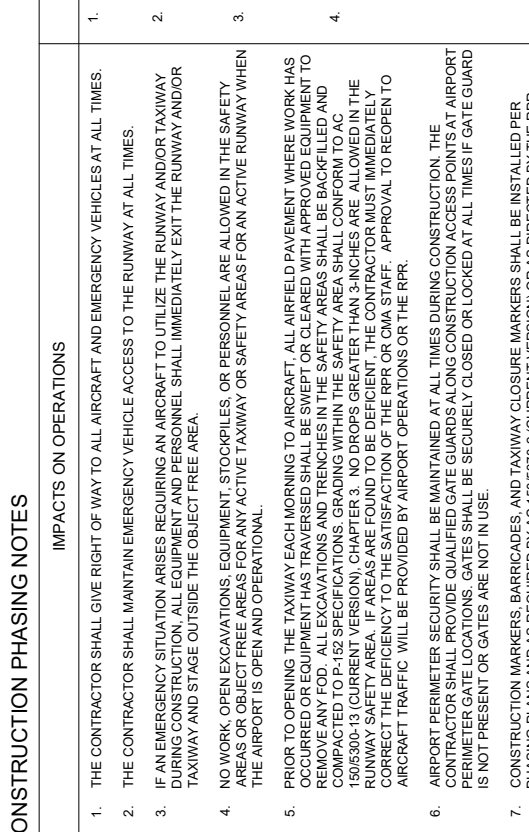 ONSTRUCTION PHASING NOTES
IMPACTS ON OPERATIONS
1. THE CONTRACTOR SHALL GIVE RIGHT OF WAY TO ALL AIRCRAFT AND EMERGENCY VEHICLES AT ALL TIMES.
2. THE CONTRACTOR SHALL MAINTAIN EMERGENCY VEHICLE ACCESS TO THE RUNWAY AT ALL TIMES.
3. IF AN EMERGENCY SITUATION ARISES REQUIRING AN AIRCRAFT TO UTILIZE THE RUNWAY AND/OR TAXIWAY
DURING CONSTRUCTION, ALL EQUIPMENT AND PERSONNEL SHALL IMMEDIATELY EXIT THE RUNWAY AND/OR
TAXIWAY AND STAGE OUTSIDE THE OBJECT FREE AREA.
4. NO WORK, OPEN EXCAVATIONS, EQUIPMENT, STOCKPILES, OR PERSONNEL ARE ALLOWED IN THE SAFETY
AREAS OR OBJECT FREE AREAS FOR ANY ACTIVE TAXIWAY OR SAFETY AREAS FOR AN ACTIVE RUNWAY WHEN
THE AIRPORT IS OPEN AND OPERATIONAL.
5. PRIOR TO OPENING THE TAXIWAY EACH MORNING TO AIRCRAFT, ALL AIRFIELD PAVEMENT WHERE WORK HAS
OCCURRED OR EQUIPMENT HAS TRAVERSED SHALL BE SWEPT OR CLEARED WITH APPROVED EQUIPMENT TO
REMOVE ANY FOD. ALL EXCAVATIONS AND TRENCHES IN THE SAFETY AREAS SHALL BE BACKFILLED AND
COMPACTED TO P-152 SPECIFICATIONS. GRADING WITHIN THE SAFETY AREA SHALL CONFORM TO AC
150/5300-13 (CURRENT VERSION), CHAPTER 3. NO DROPS GREATER THAN 3-INCHES ARE ALLOWED IN THE
RUNWAY SAFETY AREA. IF AREAS ARE FOUND TO BE DEFICIENT, THE CONTRACTOR MUST IMMEDIATELY
CORRECT THE DEFICIENCY TO THE SATISFACTION OF THE RPR OR CMA STAFF. APPROVAL TO REOPEN TO
AIRCRAFT TRAFFIC WILL BE PROVIDED BY AIRPORT OPERATIONS OR THE RPR.
6. AIRPORT PERIMETER SECURITY SHALL BE MAINTAINED AT ALL TIMES DURING CONSTRUCTION. THE
CONTRACTOR SHALL PROVIDE QUALIFIED GATE GUARDS ALONG CONSTRUCTION ACCESS POINTS AT AIRPORT
PERIMETER GATE LOCATIONS. GATES SHALL BE SECURELY CLOSED OR LOCKED AT ALL TIMES IF GATE GUARD
IS NOT PRESENT OR GATES ARE NOT IN USE.
7. CONSTRUCTION MARKERS, BARRICADES, AND TAXIWAY CLOSURE MARKERS SHALL BE INSTALLED PER
1.
2.
3.
4.